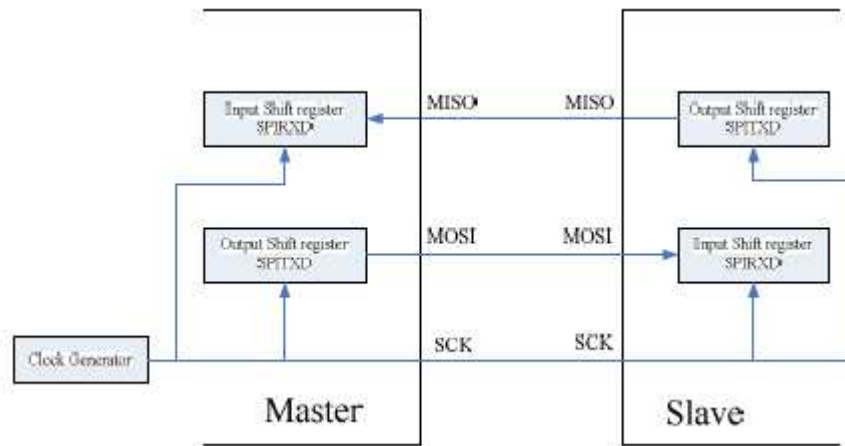 Input Shift register
SPIRXD
MISO
MISO
Output Shift register
SPITXD
Output Shift register
SPITXD
MOSI
MOSI
Input Shift register
SPIRXD
Clock Generator
SCK
SCK
Master
Slave